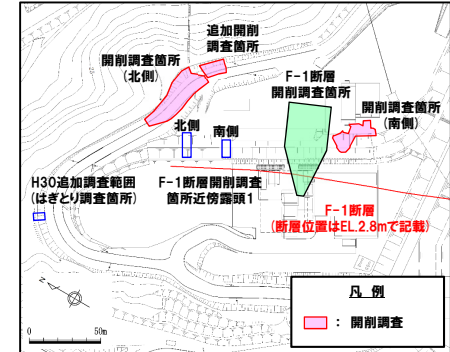 追加開削
調査箇所
開削調査箇所
(北側)
F-1断層
開削調査箇所
開削調査箇所
(南側)
北側
南側
H30追加調査範囲
(はぎとり調査箇所)
F-1断層開削調査
箇所近傍露頭1
F-1断層
(断層位置はEL.2.8mで記載)
N
0
50m
凡 例
: 開削調査